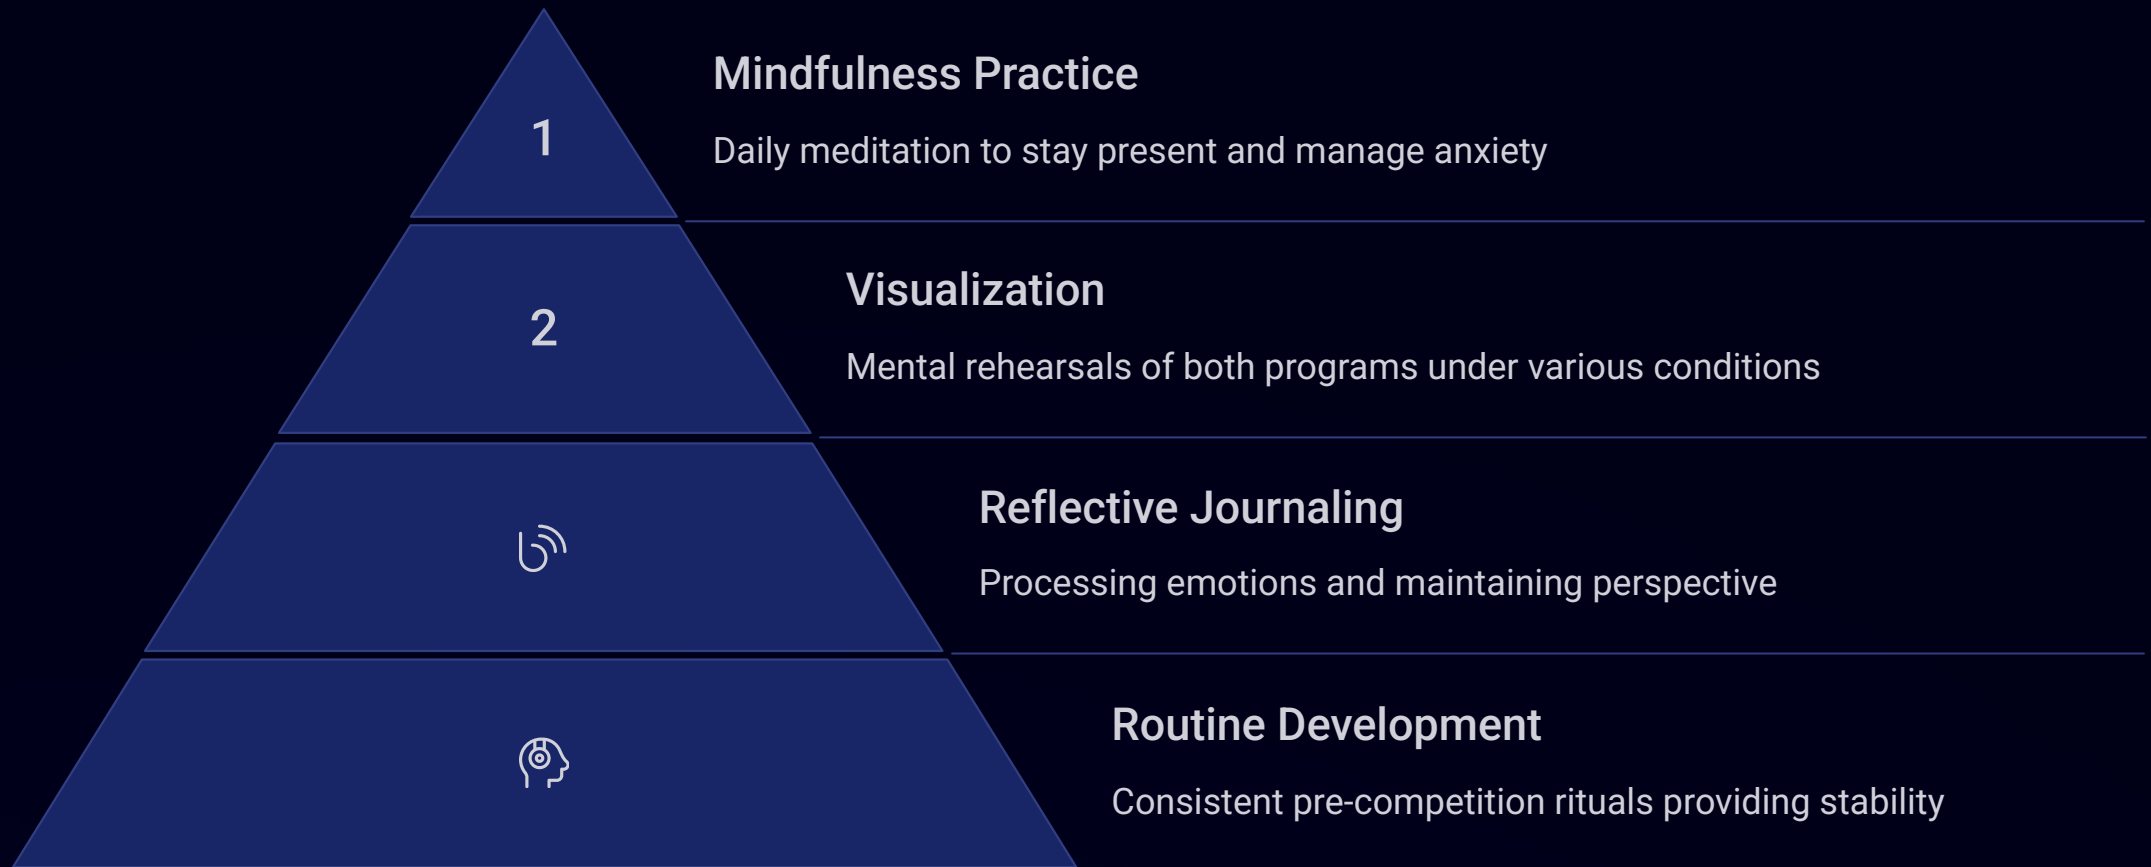 1
Mindfulness Practice
Daily meditation to stay present and manage anxiety
2
Visualization
Mental rehearsals of both programs under various conditions
Reflective Journaling
Processing emotions and maintaining perspective
Routine Development
Consistent pre-competition rituals providing stability